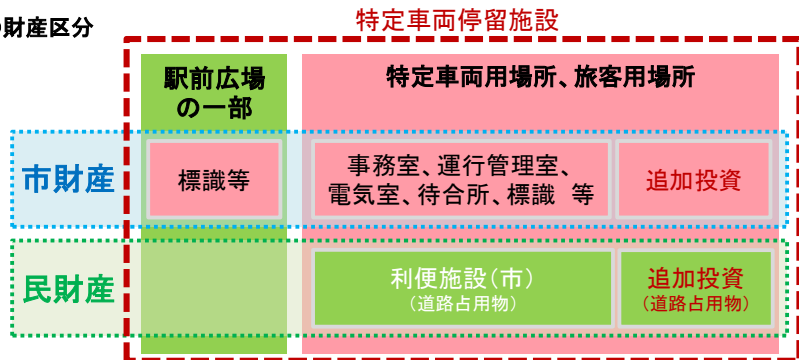 財産区分
特定車両停留施設
駅前広場
の一部
特定車両用場所、旅客用場所
市財産
標識等
事務室、運行管理室、
電気室、待合所、標識 等
追加投資
民財産
利便施設(市)
(道路占用物)
追加投資
(道路占用物)